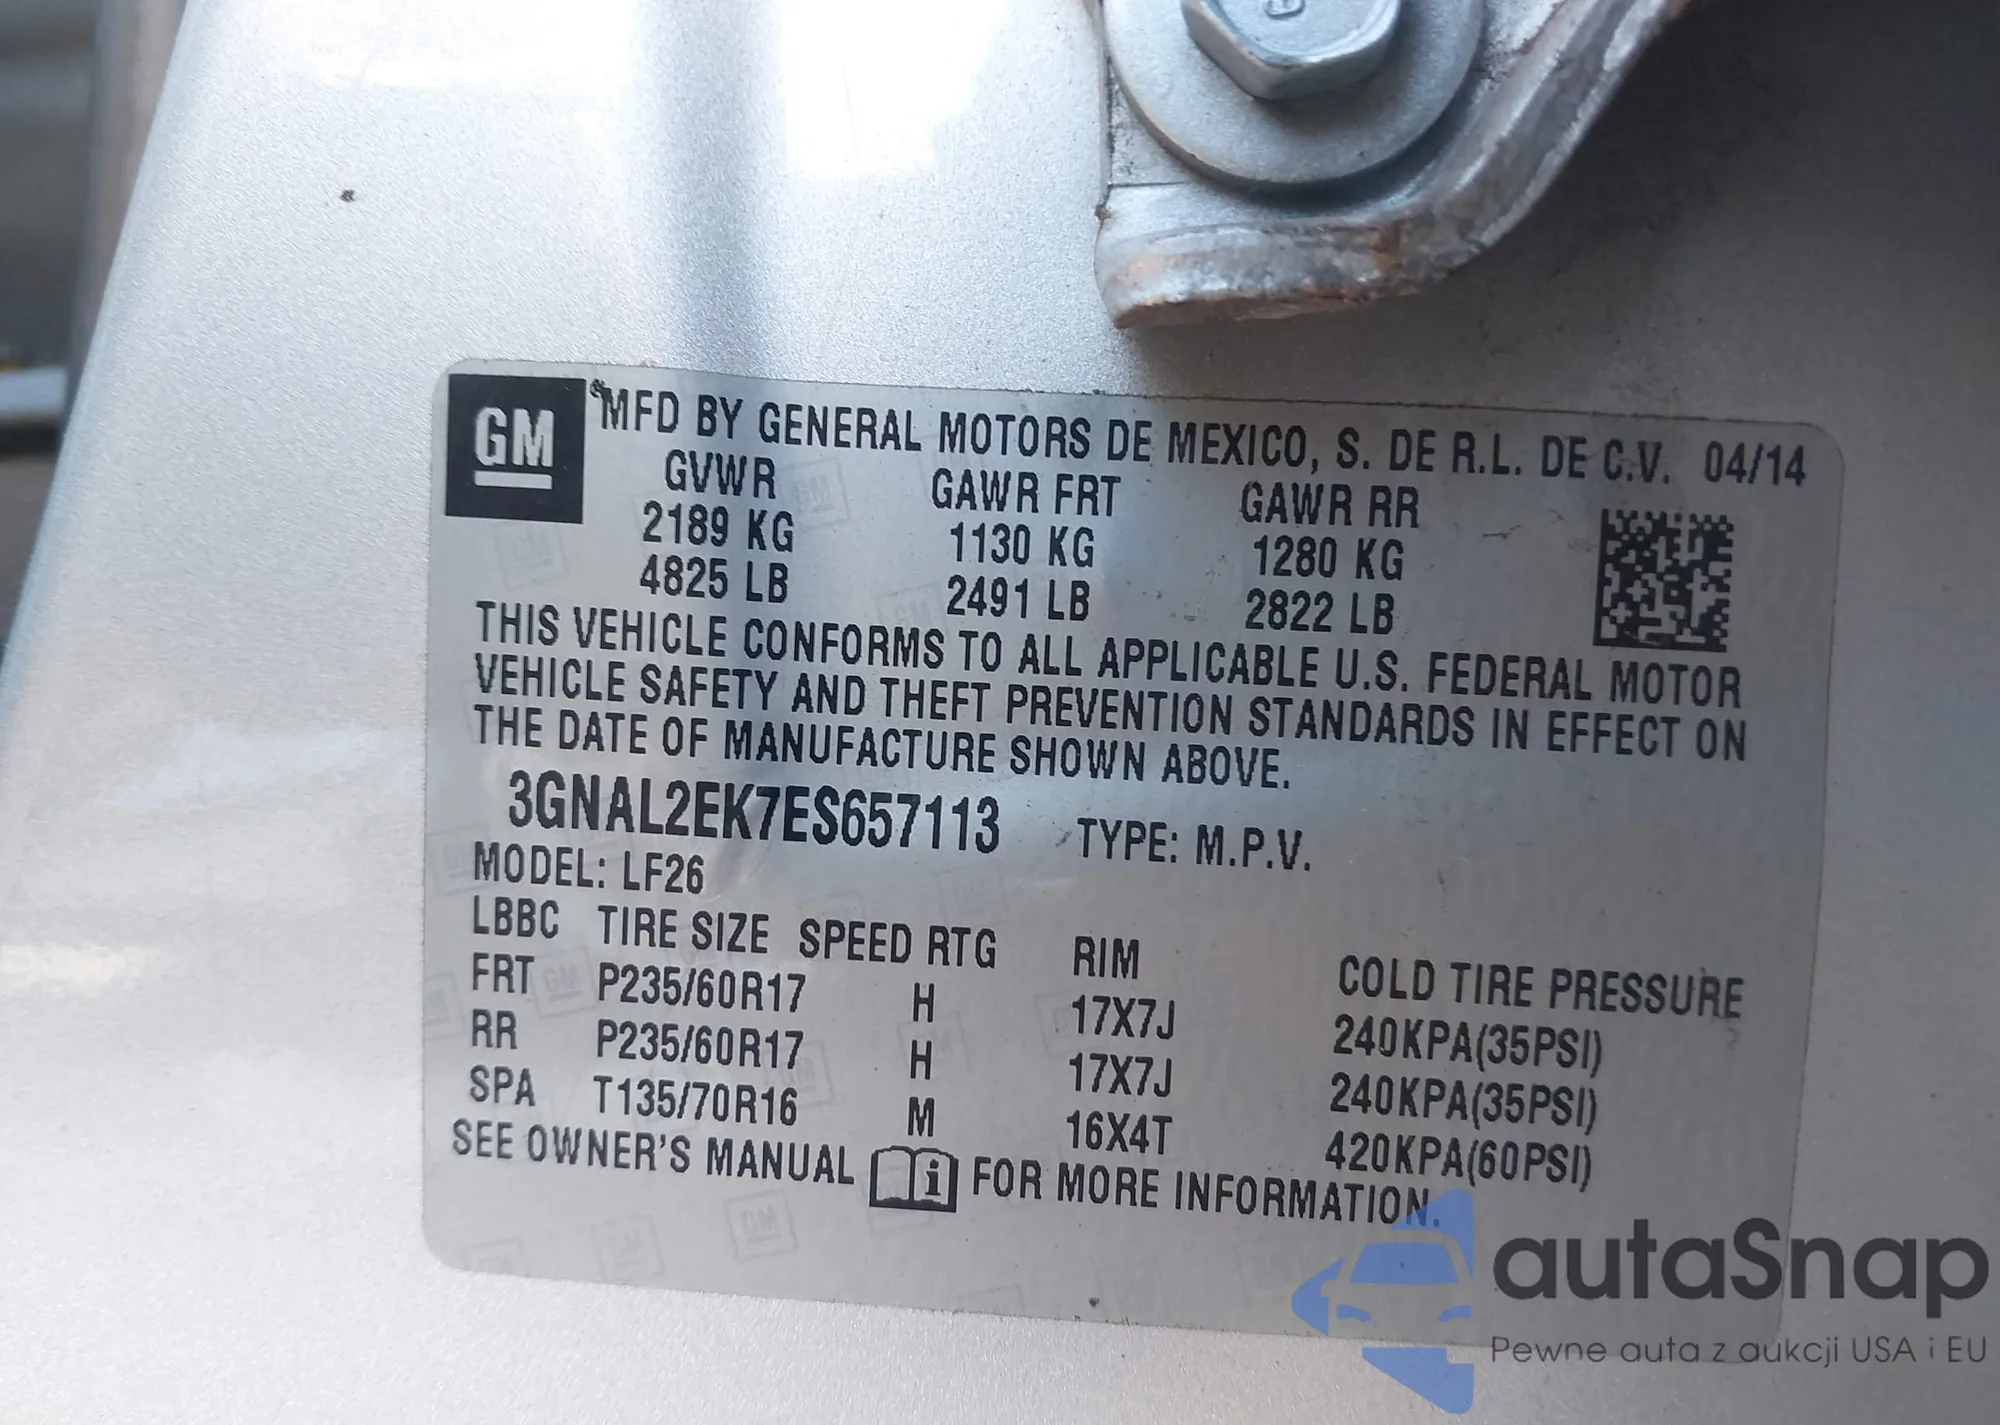 GM
MFD BY GENERAL MOTORS DE MEXICO, S. DE R.L. DE C.V. 04/14
GVWR GAWR FRT GAWR RR
2189 KG 1130 KG 1280 KG
4825 LB 2491 LB 2822 LB
THIS VEHICLE CONFORMS TO ALL APPLICABLE U.S. FEDERAL MOTOR
VEHICLE SAFETY AND THEFT PREVENTION STANDARDS IN EFFECT ON
THE DATE OF MANUFACTURE SHOWN ABOVE.
3GNAL2EK7ES657113 TYPE: M.P.V.
MODEL: LF26
LBBC TIRE SIZE SPEED RTG RIM COLD TIRE PRESSURE
FRT P235/60R17 H 17X7J 240KPA(35PSI)
RR P235/60R17 H 17X7J 240KPA(35PSI)
SPA T135/70R16 M 16X4T 420KPA(60PSI)
SEE OWNER'S MANUAL i FOR MORE INFORMATION.
autaSnap
Pewne auta z aukcji USA i EU